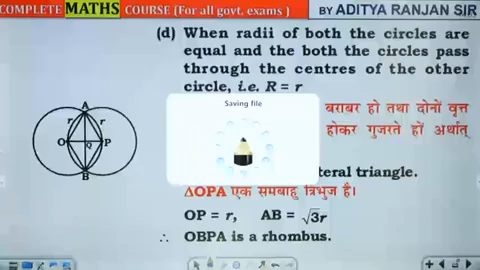 COMPLETE MATHS COURSE (For all govt. exams)
BY ADITYA RANJAN SIR
(d) When radii of both the circles are
equal and the both the circles pass
through the centres of the other
circle, i.e. R = r
Saving file
बराबर हो तथा दोनों वृत्त
होकर गुजरते हों अर्थात्
A
r r
O Q P
B
teral triangle.
ΔOPA एक समबाहु त्रिभुज है।
OP = r, AB = √3r
∴ OBPA is a rhombus.